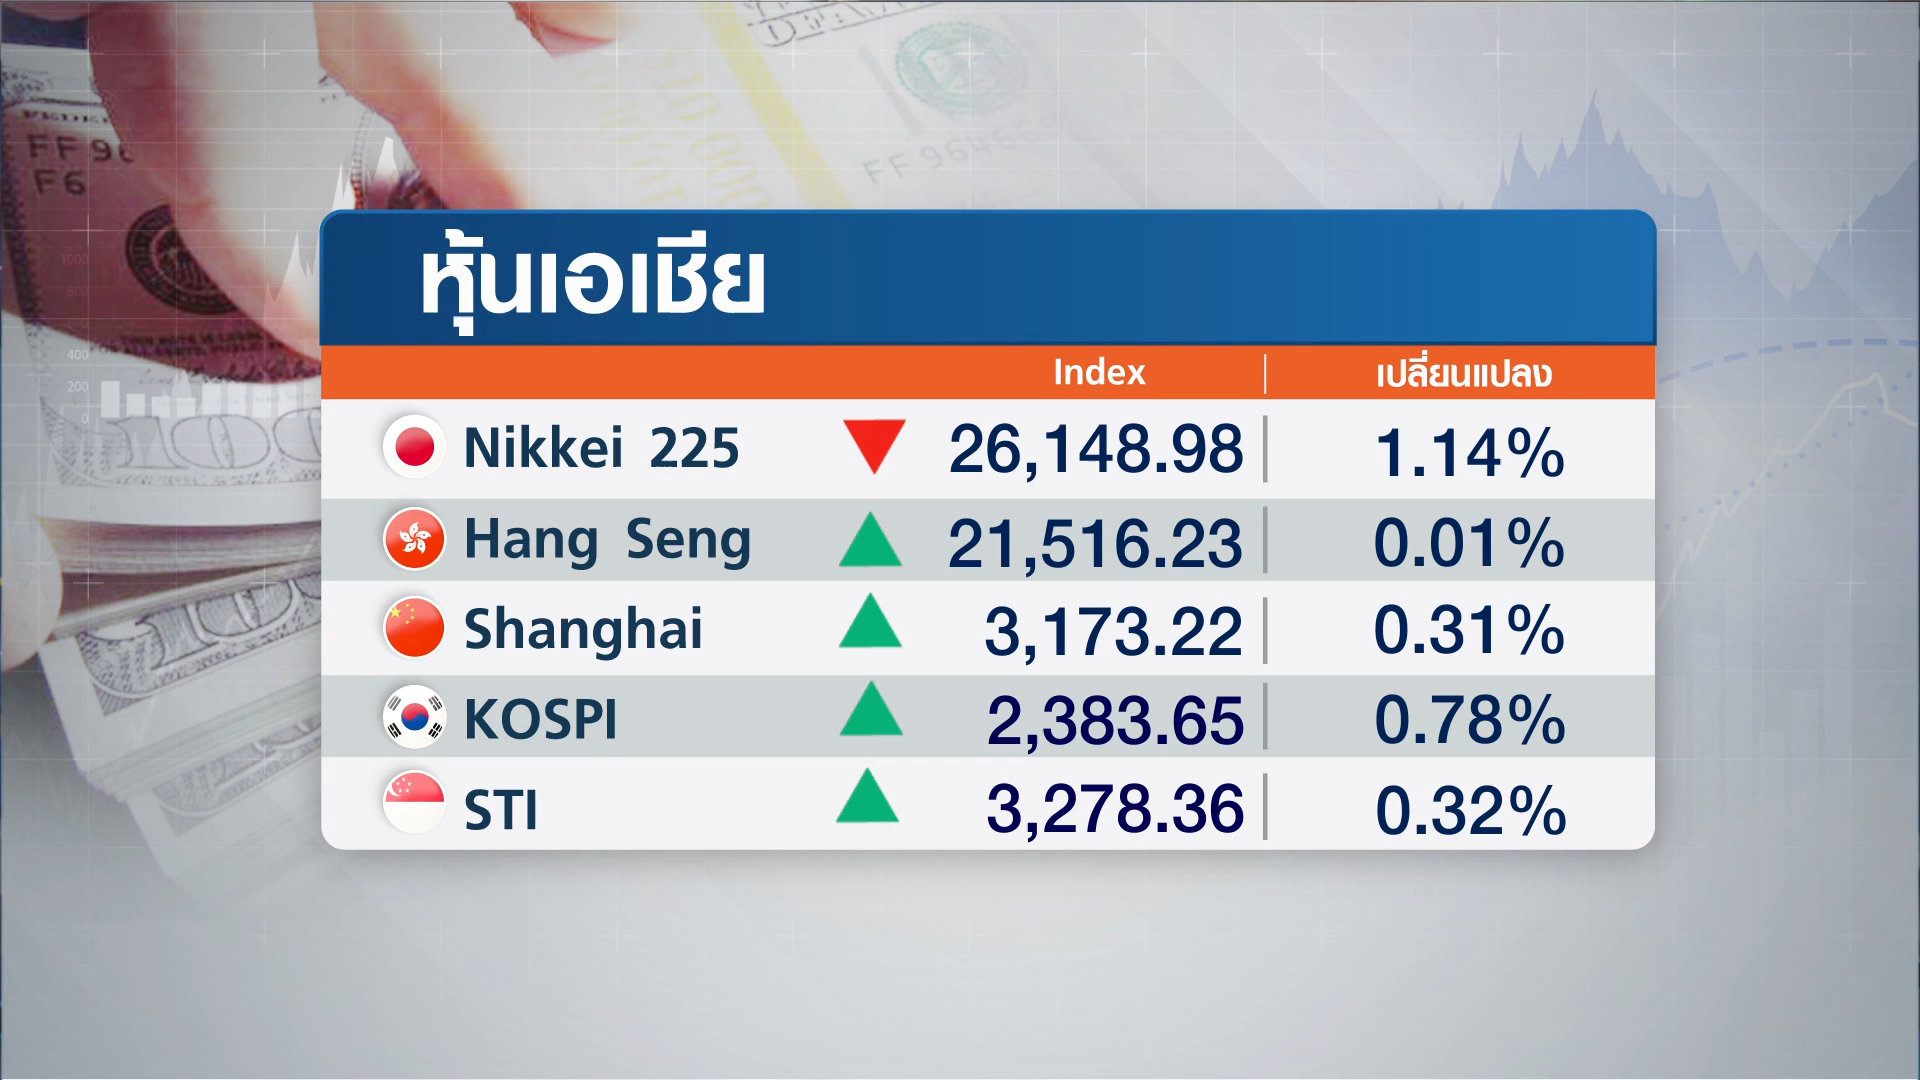 หุ้นเอเชีย
Index เปลี่ยนแปลง
Nikkei 225 26,148.98 1.14%
Hang Seng 21,516.23 0.01%
Shanghai 3,173.22 0.31%
KOSPI 2,383.65 0.78%
STI 3,278.36 0.32%